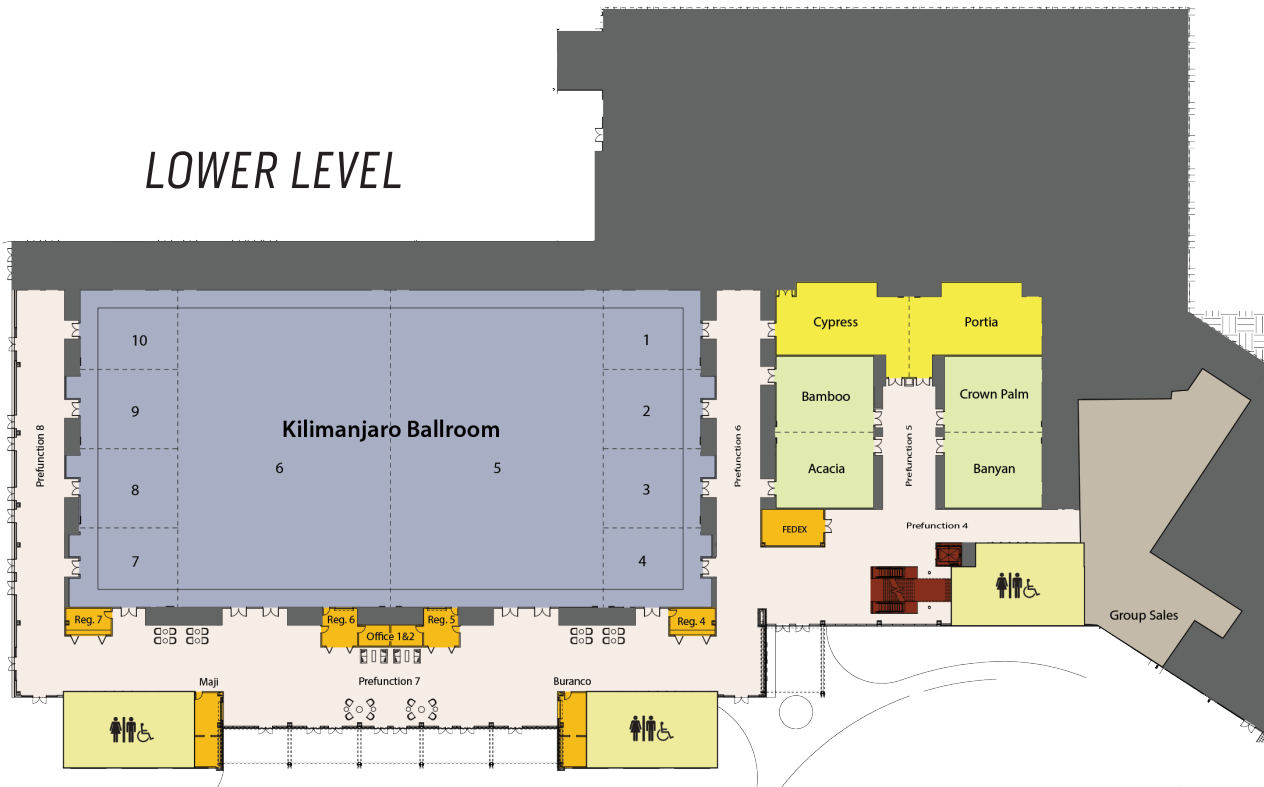 LOWER LEVEL
Cypress
Portia
10
1
Bamboo
Crown Palm
9
2
Kilimanjaro Ballroom
Prefunction 8
Prefunction 6
Prefunction 5
6
5
Acacia
Banyan
8
3
FEDEX
Prefunction 4
7
4
Group Sales
Reg. 7
Reg. 6
Reg. 5
Reg. 4
Office 1&2
Maji
Prefunction 7
Buranco